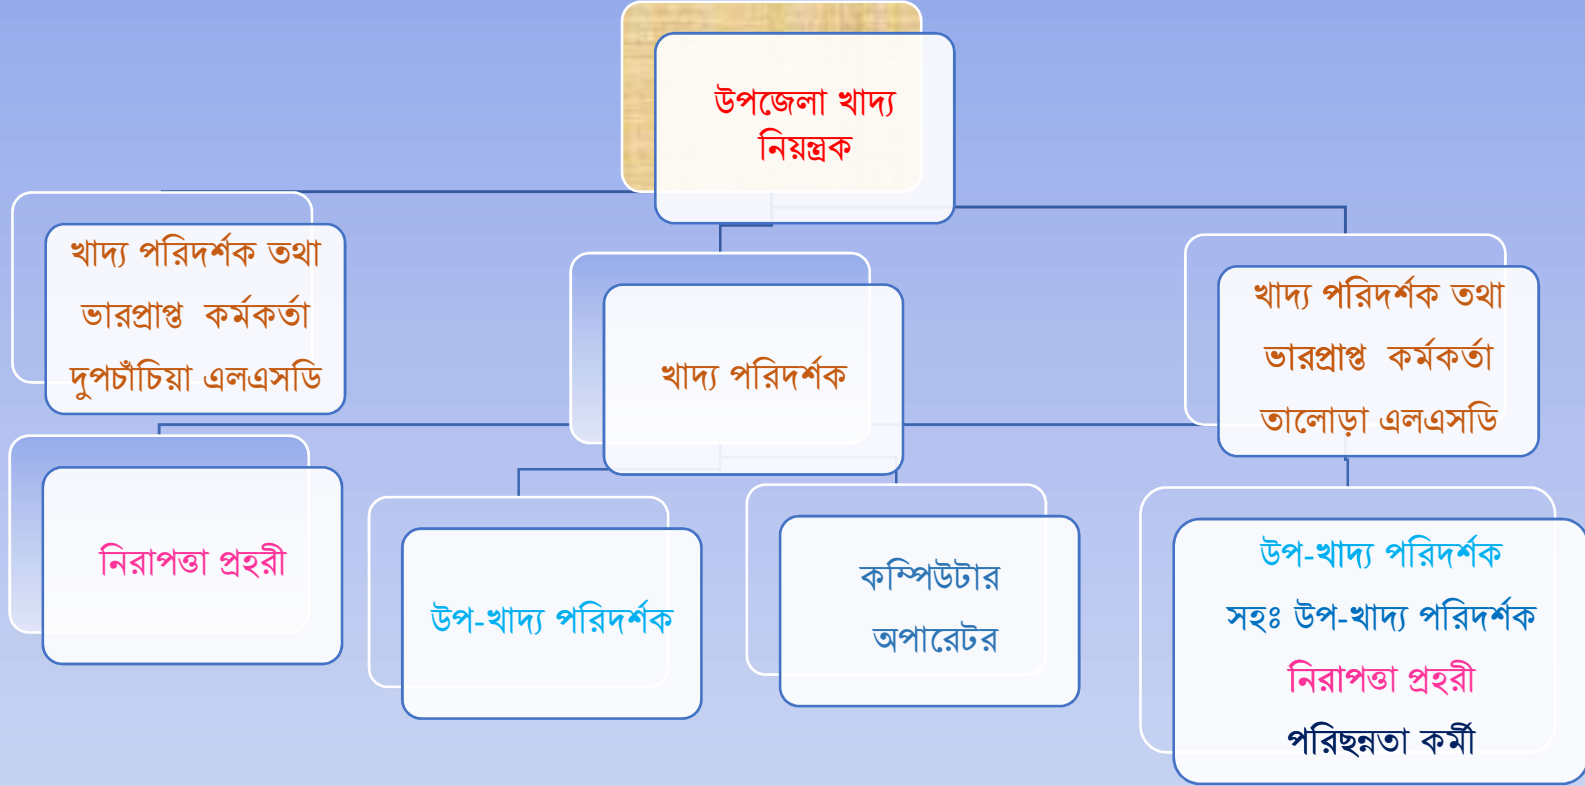 উপজেলা খাদ্য
নিয়ন্ত্রক
খাদ্য পরিদর্শক তথা
ভারপ্রাপ্ত কর্মকর্তা
দুপচাঁচিয়া এলএসডি
খাদ্য পরিদর্শক
খাদ্য পরিদর্শক তথা
ভারপ্রাপ্ত কর্মকর্তা
তালোড়া এলএসডি
নিরাপত্তা প্রহরী
উপ-খাদ্য পরিদর্শক
কম্পিউটার
অপারেটর
উপ-খাদ্য পরিদর্শক
সহঃ উপ-খাদ্য পরিদর্শক
নিরাপত্তা প্রহরী
পরিছন্নতা কর্মী